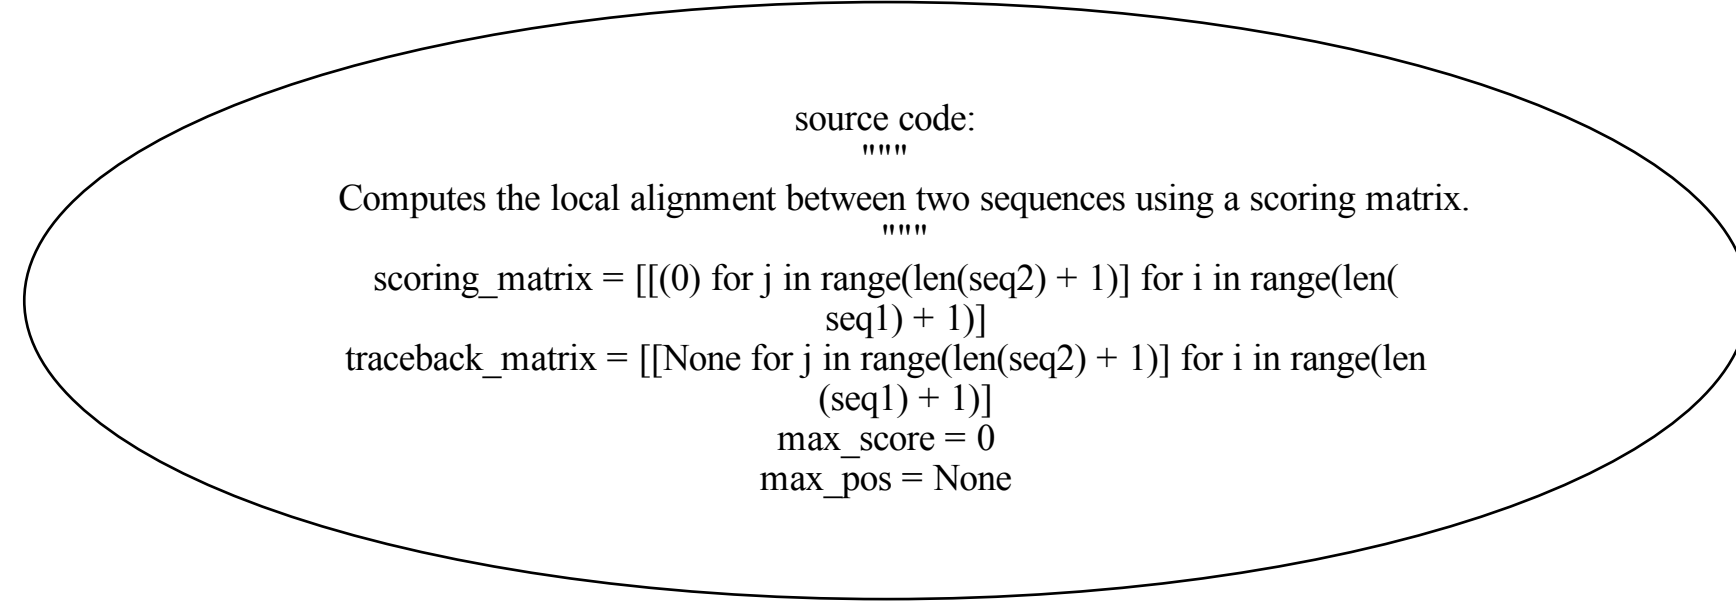 source code:
"""
Computes the local alignment between two sequences using a scoring matrix.
"""
scoring_matrix = [[(0) for j in range(len(seq2) + 1)] for i in range(len(
seq1) + 1)]
traceback_matrix = [[None for j in range(len(seq2) + 1)] for i in range(len
(seq1) + 1)]
max_score = 0
max_pos = None